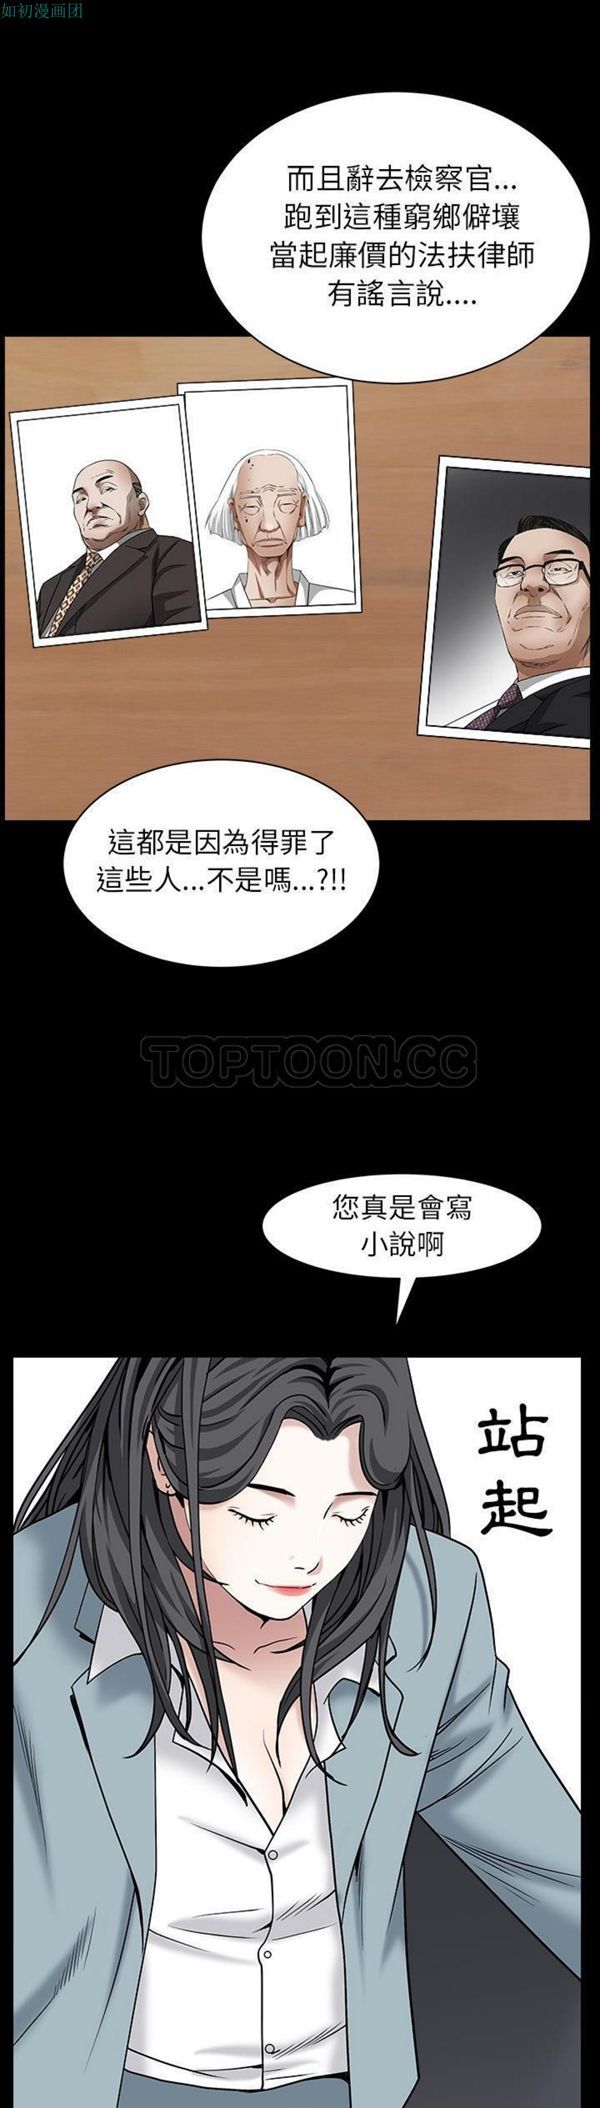 如初漫画团
而且辭去檢察官...
跑到這種窮鄉僻壤
當起廉價的法扶律師
有謠言說....
這都是因為得罪了
這些人...不是嗎...?!!
TOPTOON.CC
您真是會寫
小說啊
站起